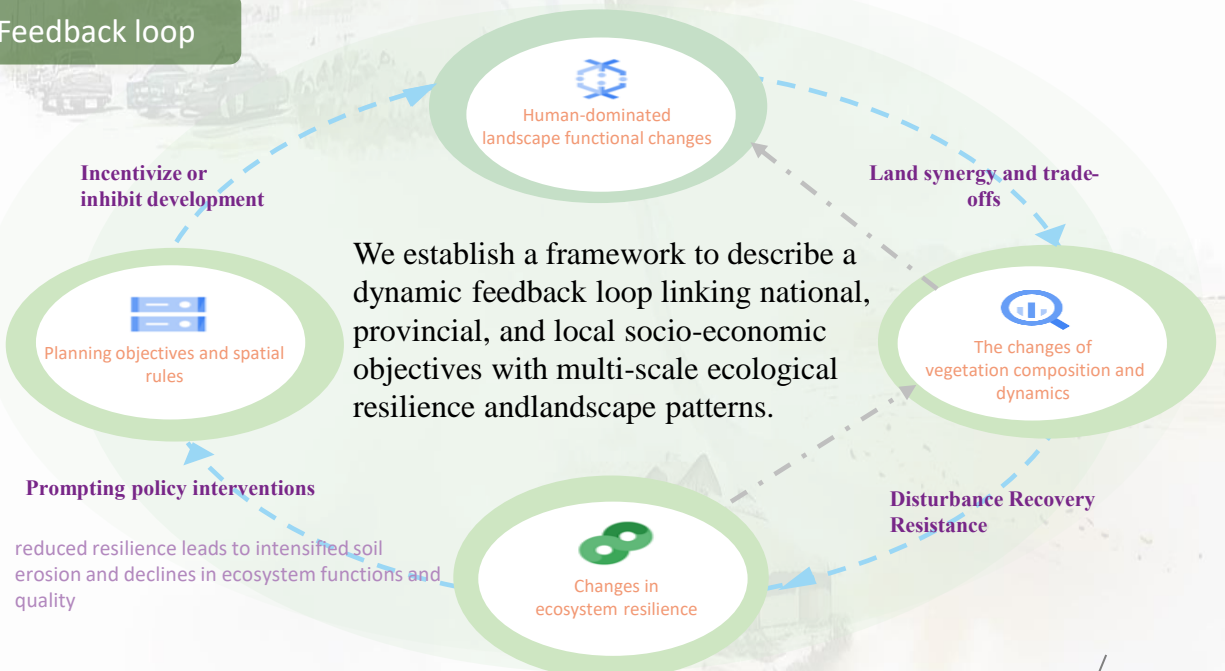 Feedback loop
Human-dominated
landscape functional changes
Incentivize or
inhibit development
Land synergy and trade-
offs
We establish a framework to describe a
dynamic feedback loop linking national,
provincial, and local socio-economic
objectives with multi-scale ecological
resilience andlandscape patterns.
Planning objectives and spatial
rules
The changes of
vegetation composition and
dynamics
Prompting policy interventions
Disturbance Recovery
Resistance
reduced resilience leads to intensified soil
erosion and declines in ecosystem functions and
quality
Changes in
ecosystem resilience